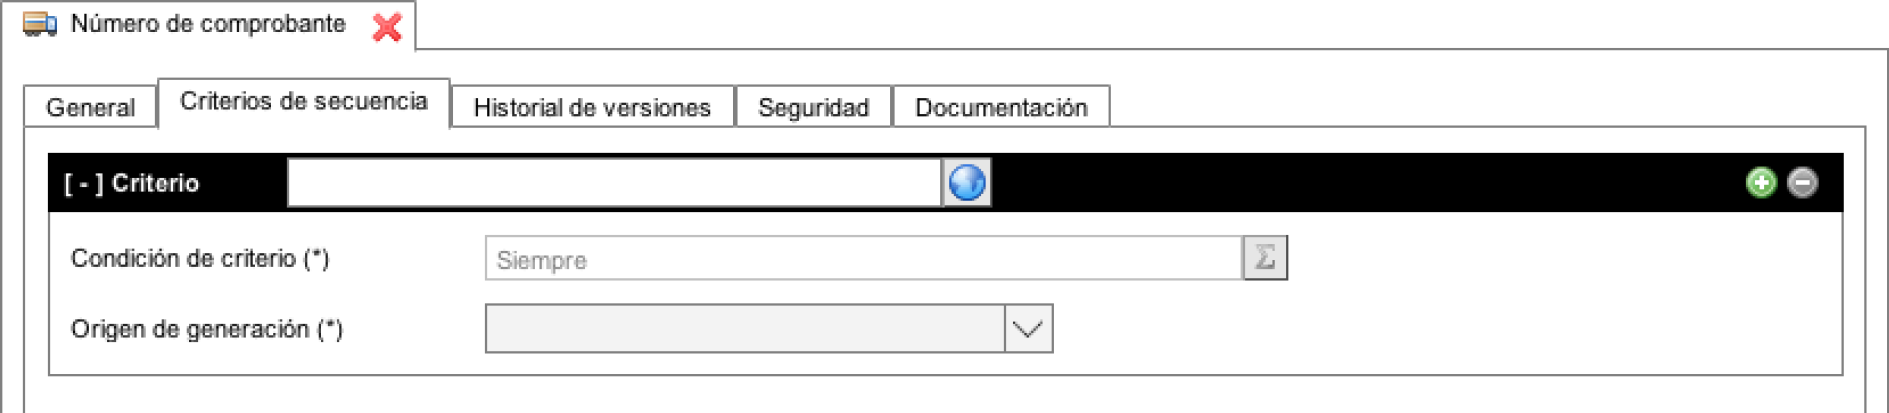 Número de comprobante
General Criterios de secuencia Historial de versiones Seguridad Documentación
[ - ] Criterio
Condición de criterio (*) Siempre Σ
Origen de generación (*)